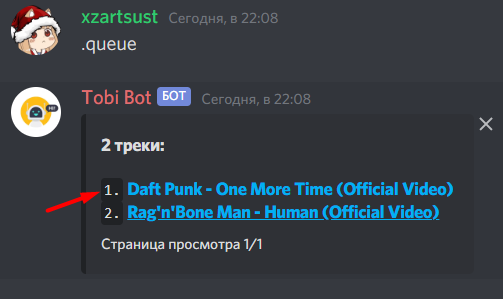 xzartsust Сегодня, в 22:08
.queue
Tobi Bot БОТ Сегодня, в 22:08
2 треки:
1. Daft Punk - One More Time (Official Video)
2. Rag'n'Bone Man - Human (Official Video)
Страница просмотра 1/1